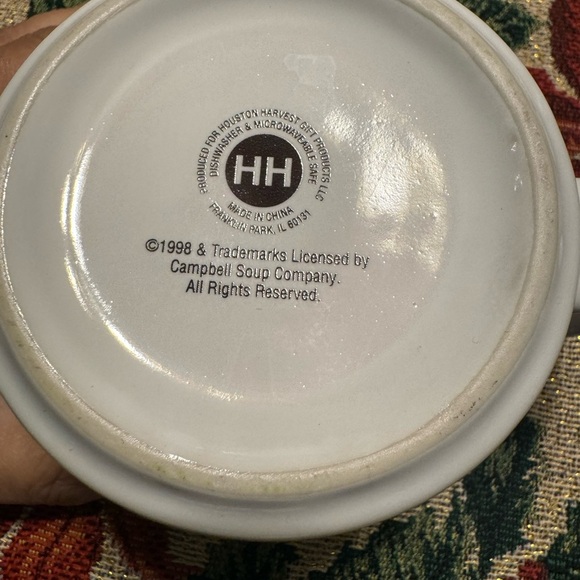 PRODUCED FOR HOUSTON HARVEST GIFT PRODUCTS LLC
DISHWASHER & MICROWAVEABLE SAFE
HH
MADE IN CHINA
FRANKLIN PARK, IL 60131
©1998 & Trademarks Licensed by
Campbell Soup Company.
All Rights Reserved.